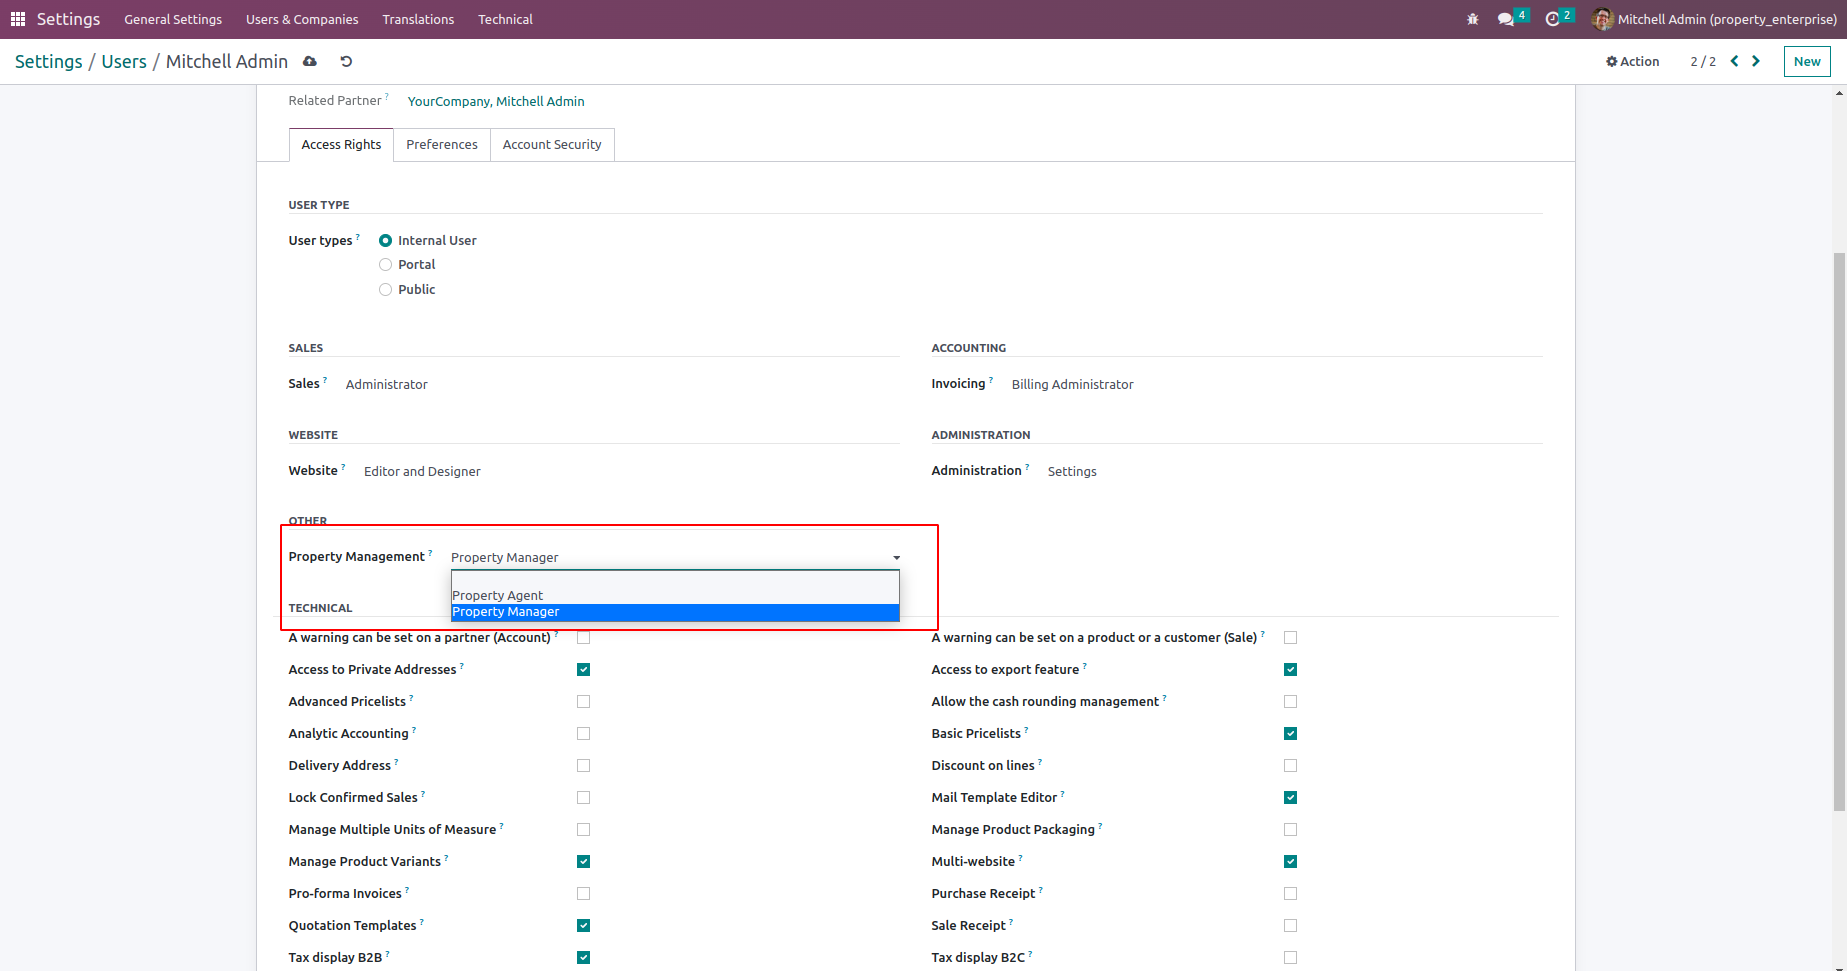 Settings General Settings Users & Companies Translations Technical 4 2 Mitchell Admin (property_enterprise)
Settings / Users / Mitchell Admin Action 2 / 2 New
Related Partner ? YourCompany, Mitchell Admin
Access Rights Preferences Account Security
USER TYPE
User types ? Internal User
Portal
Public
SALES ACCOUNTING
Sales ? Administrator Invoicing ? Billing Administrator
WEBSITE ADMINISTRATION
Website ? Editor and Designer Administration ? Settings
OTHER
Property Management ? Property Manager
Property Agent
TECHNICAL Property Manager
A warning can be set on a partner (Account) ? A warning can be set on a product or a customer (Sale) ?
Access to Private Addresses ? Access to export feature ?
Advanced Pricelists ? Allow the cash rounding management ?
Analytic Accounting ? Basic Pricelists ?
Delivery Address ? Discount on lines ?
Lock Confirmed Sales ? Mail Template Editor ?
Manage Multiple Units of Measure ? Manage Product Packaging ?
Manage Product Variants ? Multi-website ?
Pro-forma Invoices ? Purchase Receipt ?
Quotation Templates ? Sale Receipt ?
Tax display B2B ? Tax display B2C ?